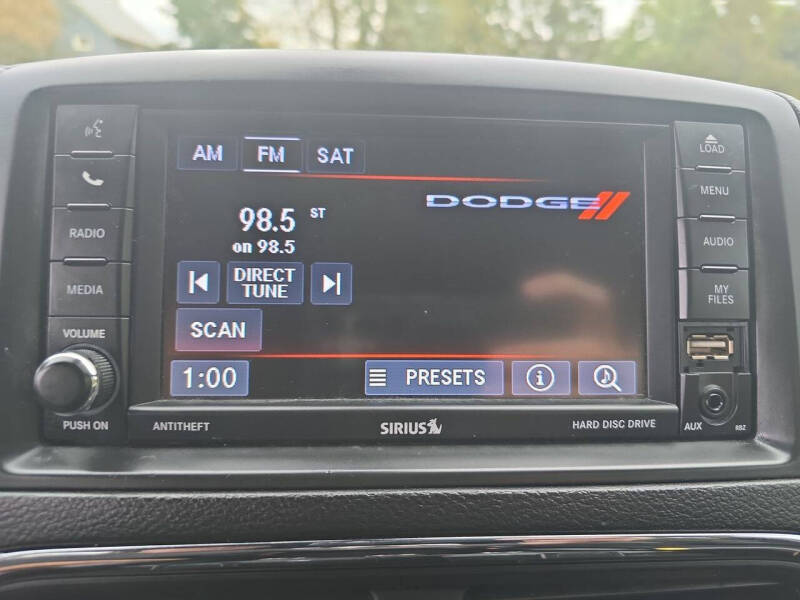 AM FM SAT
DODGE
98.5 ST
on 98.5
DIRECT
TUNE
SCAN
1:00 PRESETS
RADIO
MEDIA
VOLUME
PUSH ON
LOAD
MENU
AUDIO
MY
FILES
AUX RBZ
ANTITHEFT SIRIUS HARD DISC DRIVE